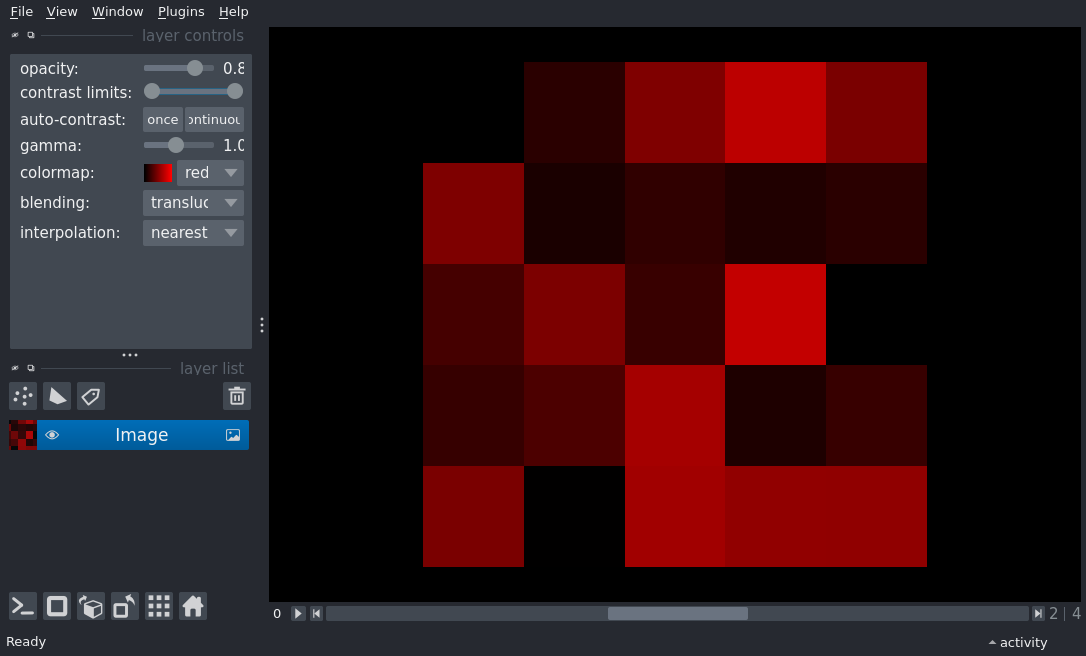 File View Window Plugins Help
layer controls
opacity: 0.8
contrast limits:
auto-contrast: once ontinuou
gamma: 1.0
colormap: red
blending: transluc
interpolation: nearest
layer list
Image
0 2 | 4
Ready activity